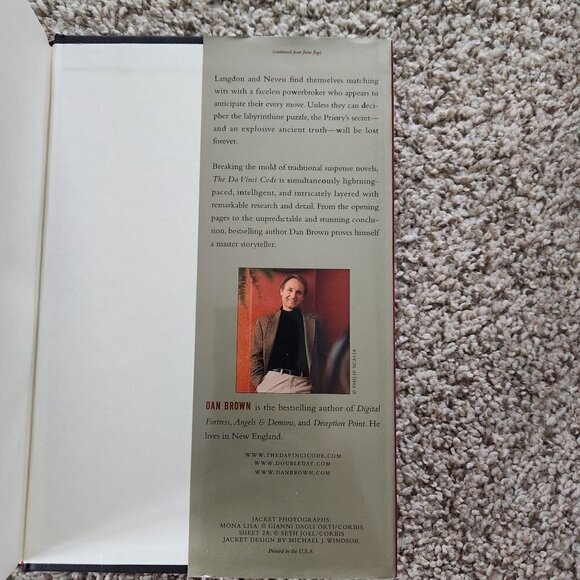 (continued from front flap)
Langdon and Neveu find themselves matching
wits with a faceless powerbroker who appears to
anticipate their every move. Unless they can deci-
pher the labyrinthine puzzle, the Priory's secret—
and an explosive ancient truth—will be lost
forever.
Breaking the mold of traditional suspense novels,
The Da Vinci Code is simultaneously lightning-
paced, intelligent, and intricately layered with
remarkable research and detail. From the opening
pages to the unpredictable and stunning conclu-
sion, bestselling author Dan Brown proves himself
a master storyteller.
© PHILIP SCALIA
DAN BROWN is the bestselling author of Digital
Fortress, Angels & Demons, and Deception Point. He
lives in New England.
WWW.THEDAVINCICODE.COM
WWW.DOUBLEDAY.COM
WWW.DANBROWN.COM
JACKET PHOTOGRAPHS:
MONA LISA: © GIANNI DAGLI ORTI/CORBIS
SHEET 2A: © SETH JOEL/CORBIS
JACKET DESIGN BY MICHAEL J. WINDSOR
Printed in the U.S.A.